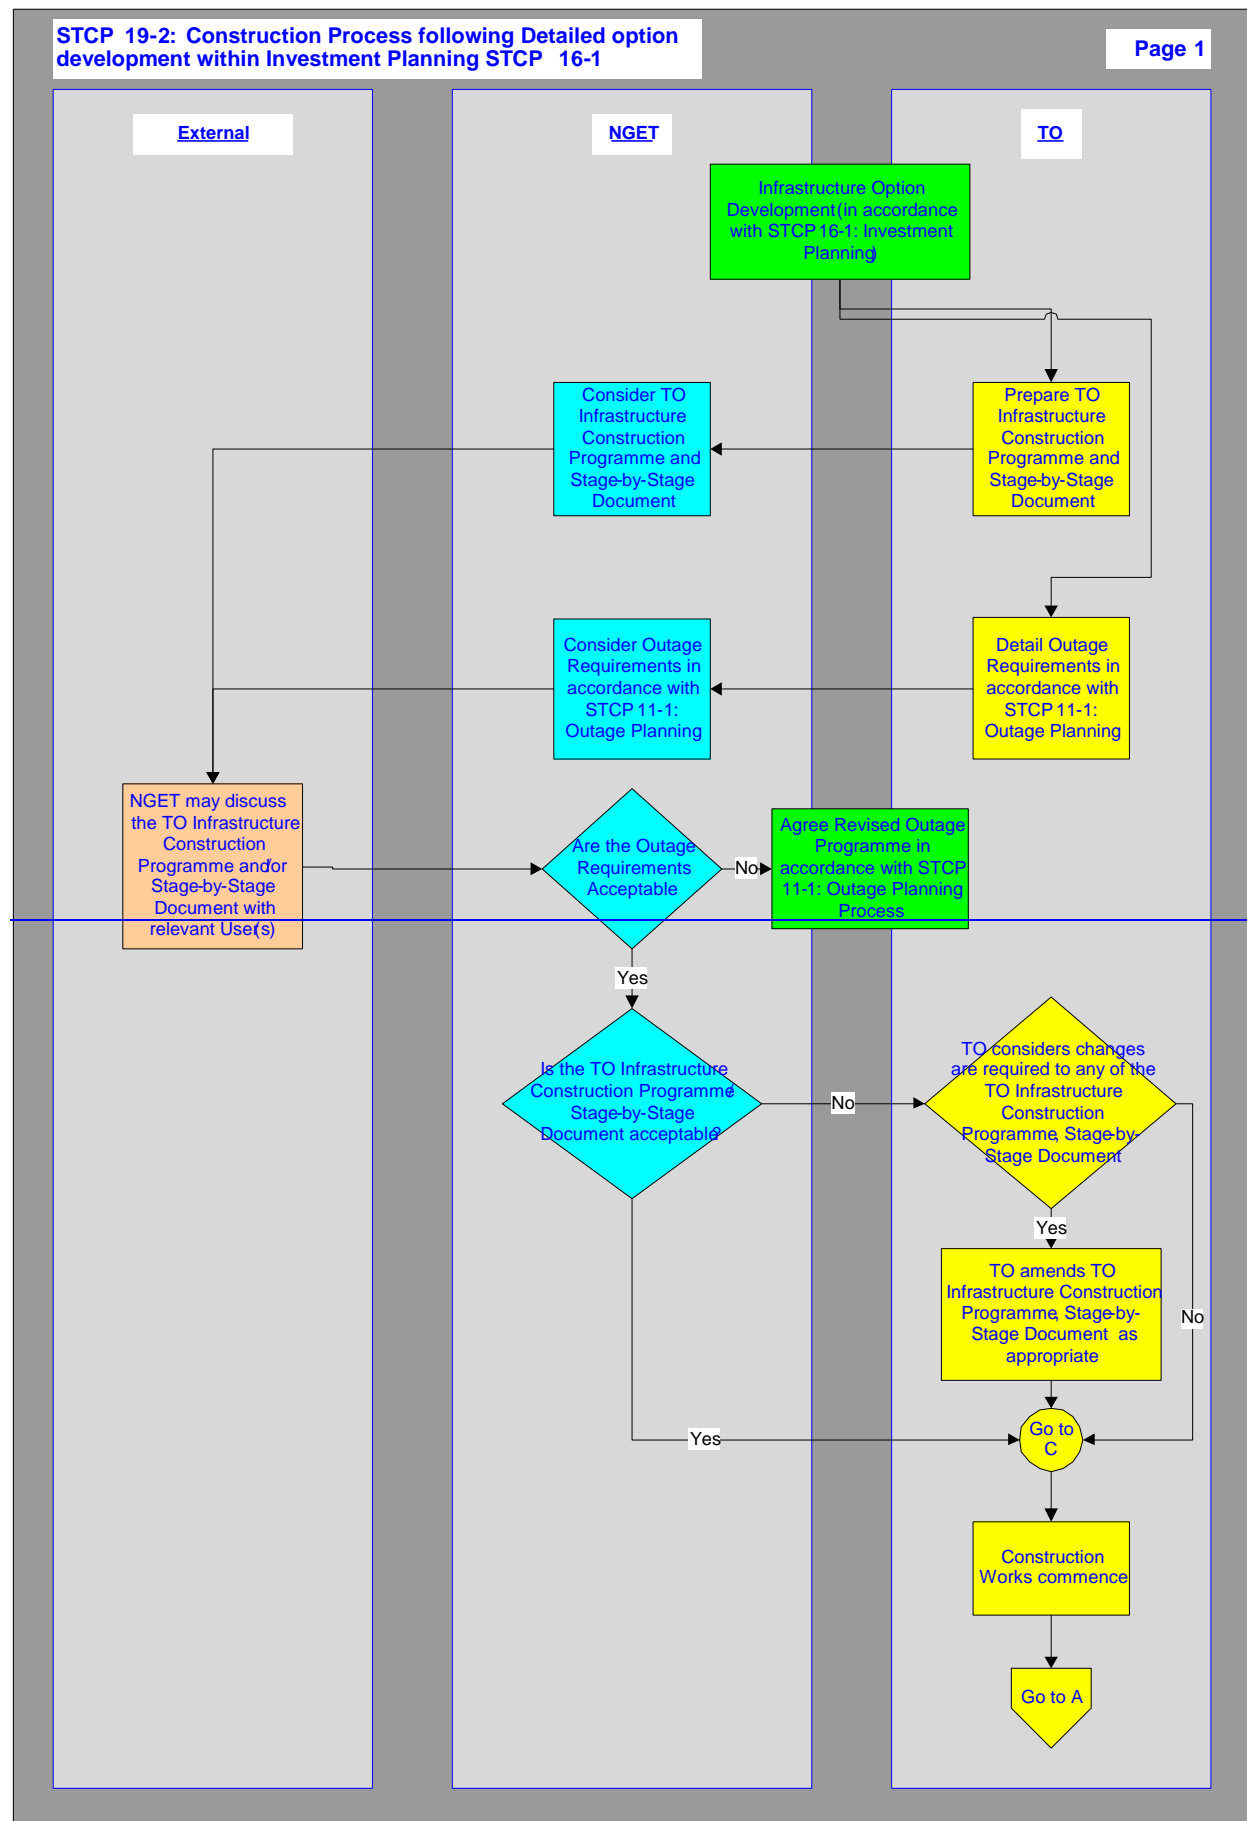 STCP 19-2: Construction Process following Detailed option
development within Investment Planning STCP 16-1
Page 1
External
NGET
TO
Infrastructure Option
Development (in accordance
with STCP 16-1: Investment
Planning)
Consider TO
Infrastructure
Construction
Programme and
Stage-by-Stage
Document
Prepare TO
Infrastructure
Construction
Programme and
Stage-by-Stage
Document
Consider Outage
Requirements in
accordance with
STCP 11-1:
Outage Planning
Detail Outage
Requirements in
accordance with
STCP 11-1:
Outage Planning
NGET may discuss
the TO Infrastructure
Construction
Programme and/or
Stage-by-Stage
Document with
relevant User(s)
Are the Outage
Requirements
Acceptable
No
Agree Revised Outage
Programme in
accordance with STCP
11-1: Outage Planning
Process
Yes
Is the TO Infrastructure
Construction Programme/
Stage-by-Stage
Document acceptable?
No
TO considers changes
are required to any of the
TO Infrastructure
Construction
Programme, Stage-by-
Stage Document
Yes
TO amends TO
Infrastructure Construction
Programme, Stage-by-
Stage Document as
appropriate
No
Yes
Go to
C
Construction
Works commence
Go to A